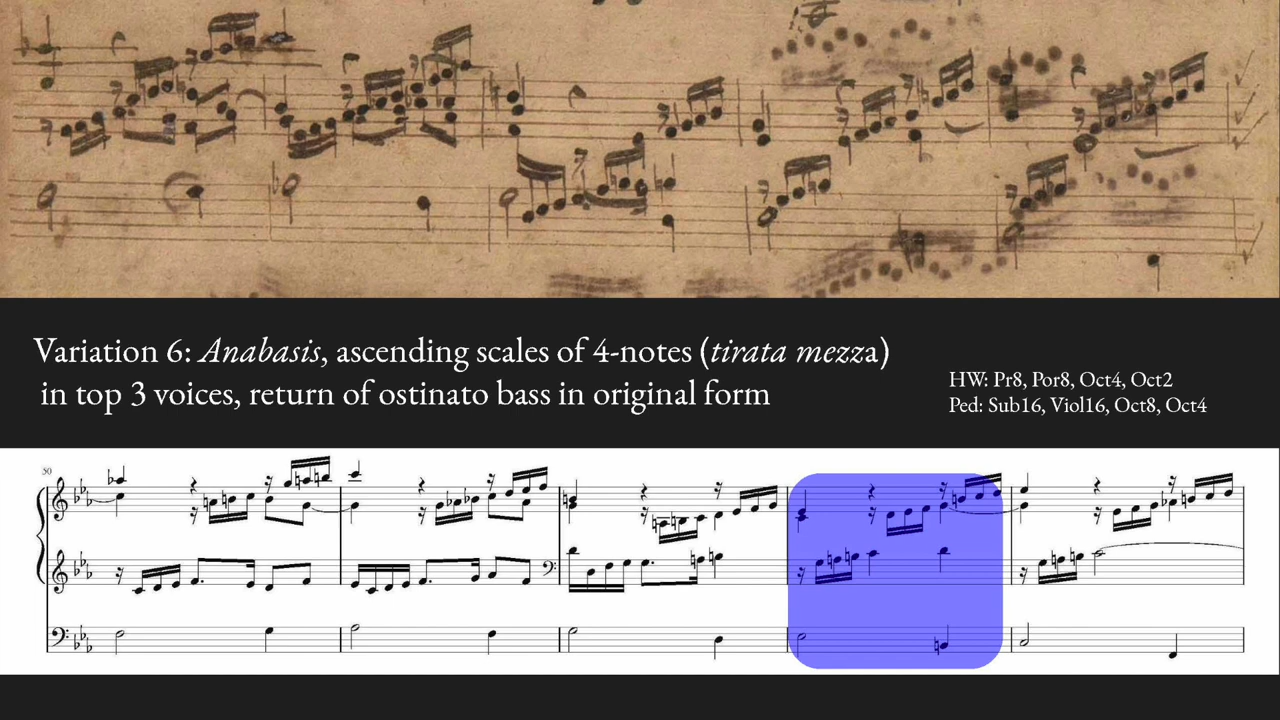 Variation 6: Anabasis, ascending scales of 4-notes (tirata mezza)
in top 3 voices, return of ostinato bass in original form
HW: Pr8, Por8, Oct4, Oct2
Ped: Sub16, Viol16, Oct8, Oct4
50